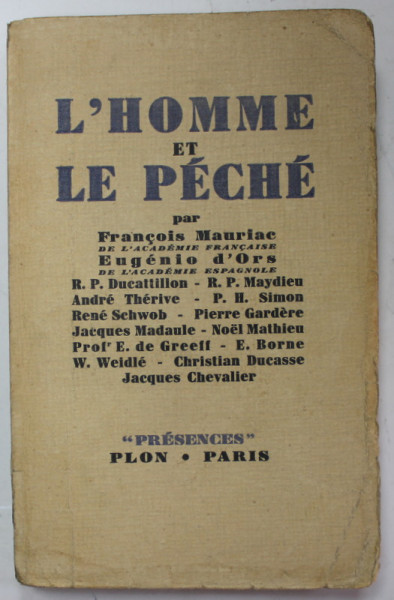 L'HOMME
ET
LE PÉCHÉ
par
François Mauriac
DE L'ACADÉMIE FRANÇAISE
Eugénio d'Ors
DE L'ACADÉMIE ESPAGNOLE
R. P. Ducattillon - R. P. Maydieu
André Thérive - P. H. Simon
René Schwob - Pierre Gardère
Jacques Madaule - Noël Mathieu
Profr E. de Greeff - E. Borne
W. Weidlé - Christian Ducasse
Jacques Chevalier
"PRÉSENCES"
PLON • PARIS